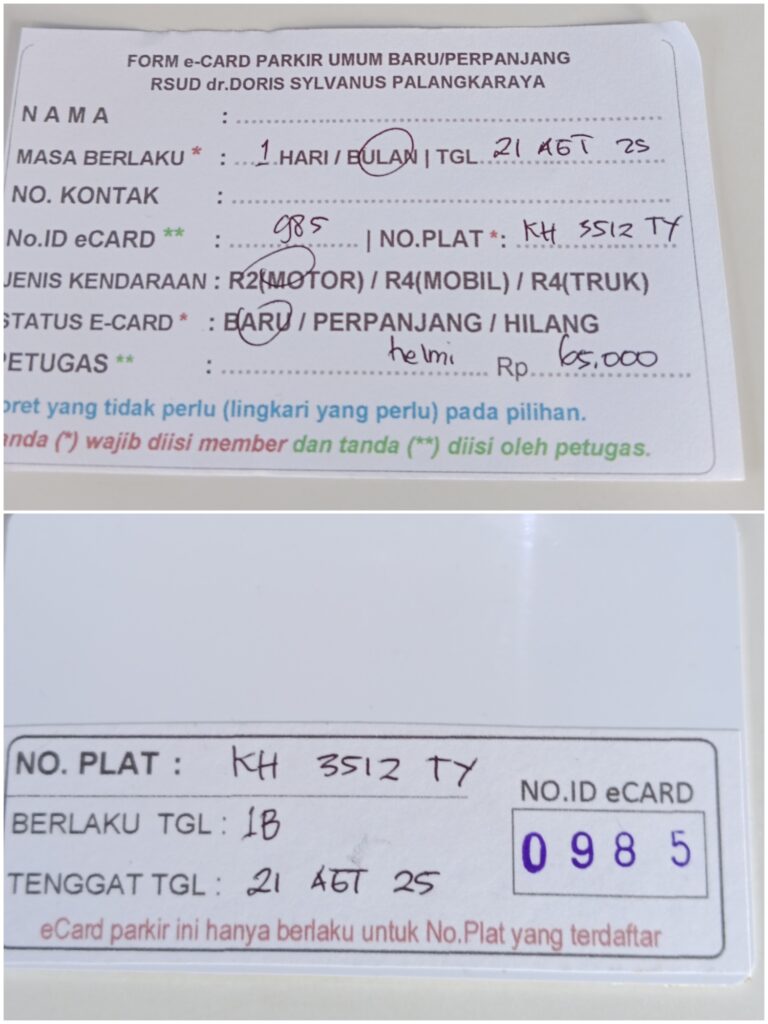 FORM e-CARD PARKIR UMUM BARU/PERPANJANG
RSUD dr.DORIS SYLVANUS PALANGKARAYA
N A M A :
MASA BERLAKU * : 1 HARI / BULAN | TGL 21 AGT 25
NO. KONTAK :
No.ID eCARD ** : 985 | NO.PLAT *: KH 3512 TY
JENIS KENDARAAN : R2(MOTOR) / R4(MOBIL) / R4(TRUK)
STATUS E-CARD * : BARU / PERPANJANG / HILANG
PETUGAS ** : helmi Rp 65.000
oret yang tidak perlu (lingkari yang perlu) pada pilihan.
anda (*) wajib diisi member dan tanda (**) diisi oleh petugas.
NO. PLAT : KH 3512 TY
BERLAKU TGL : 1B
TENGGAT TGL : 21 AGT 25
NO.ID eCARD
0985
eCard parkir ini hanya berlaku untuk No.Plat yang terdaftar